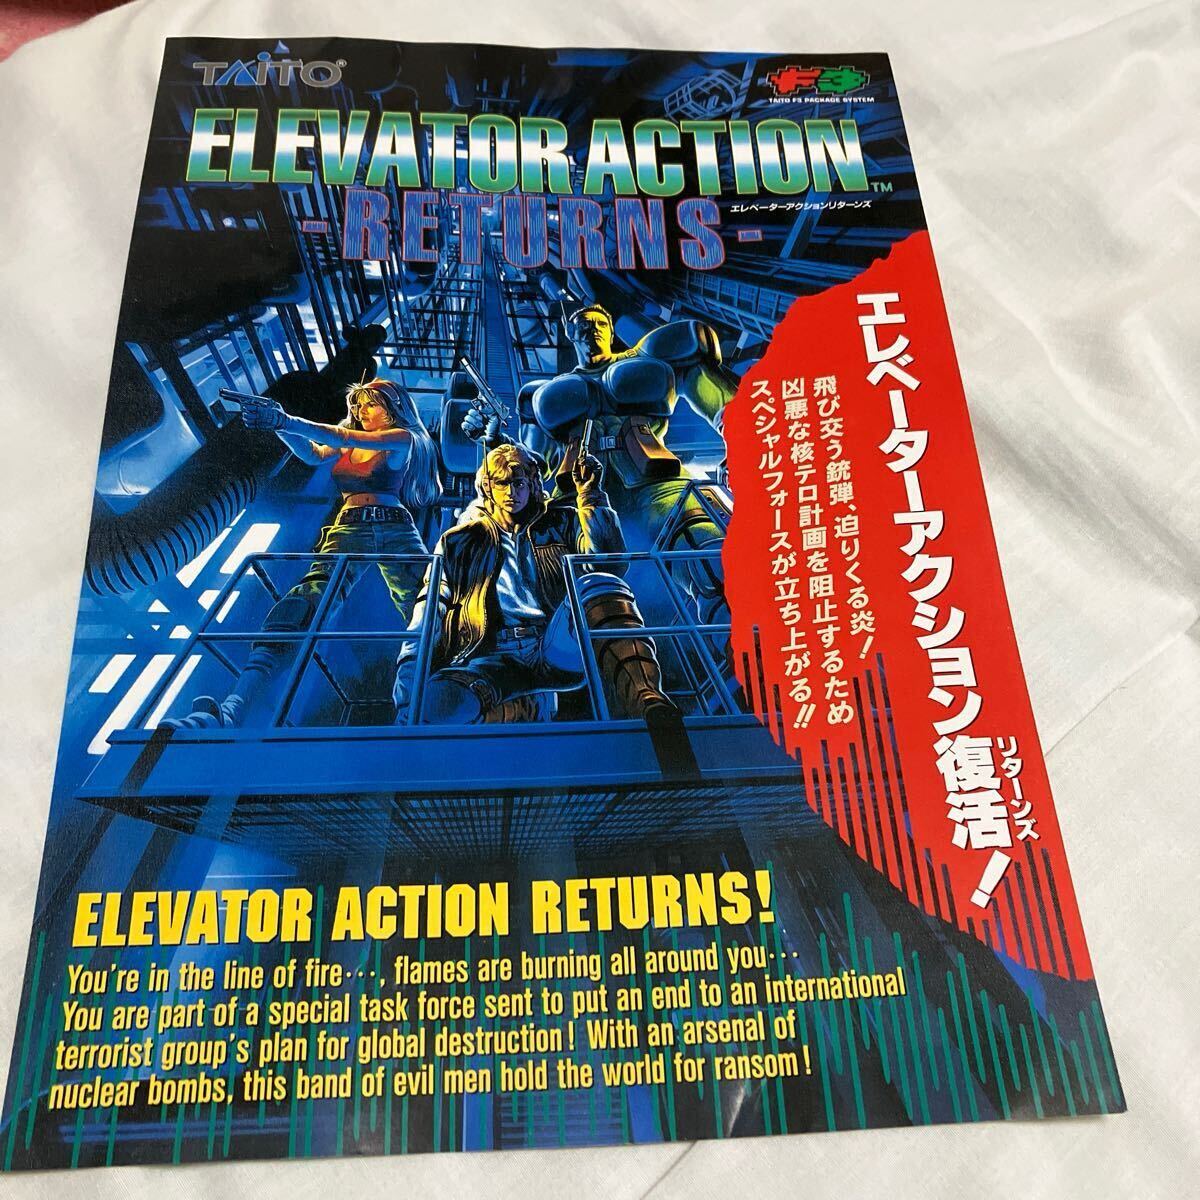 TAITO®
F3
TAITO F3 PACKAGE SYSTEM
ELEVATOR ACTION™
-RETURNS-
エレベーターアクションリターンズ
エレベーターアクション復活!
リターンズ
飛び交う銃弾、迫りくる炎!
凶悪な核テロ計画を阻止するため
スペシャルフォースが立ち上がる!!
ELEVATOR ACTION RETURNS!
You're in the line of fire…, flames are burning all around you…
You are part of a special task force sent to put an end to an international
terrorist group's plan for global destruction! With an arsenal of
nuclear bombs, this band of evil men hold the world for ransom!